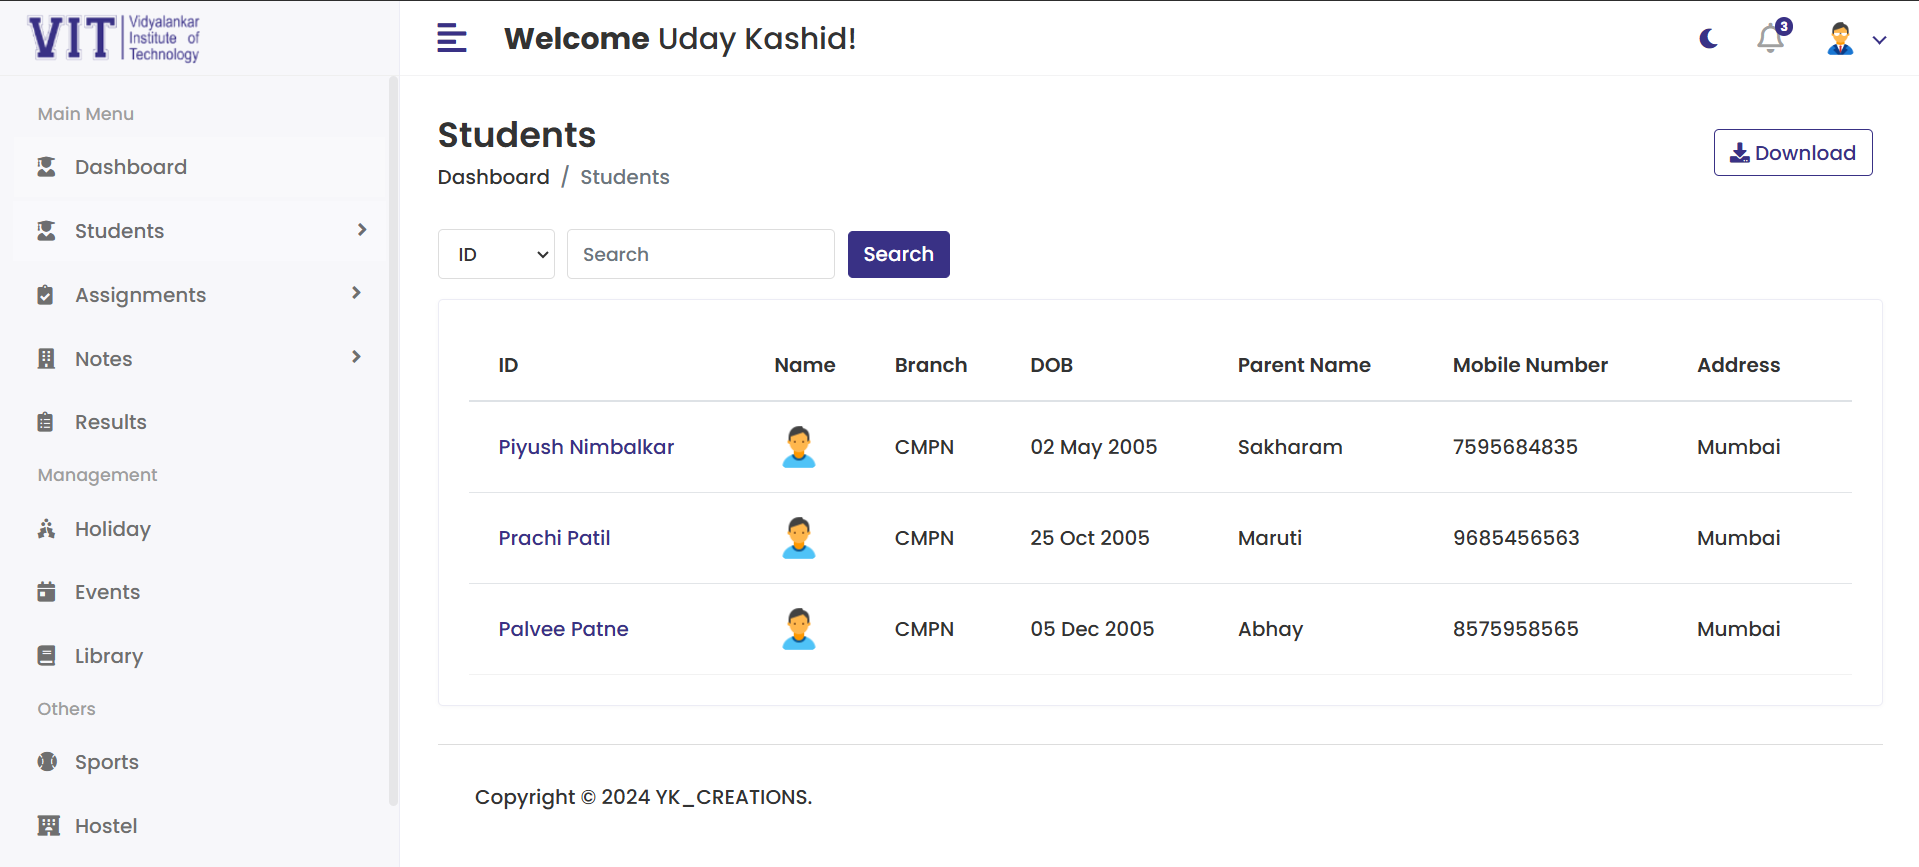 VIT Vidyalankar
Institute of
Technology
Welcome Uday Kashid!
3
Main Menu
Dashboard
Students
Assignments
Notes
Results
Management
Holiday
Events
Library
Others
Sports
Hostel
Students
Dashboard / Students
Download
ID Search Search
ID Name Branch DOB Parent Name Mobile Number Address
Piyush Nimbalkar CMPN 02 May 2005 Sakharam 7595684835 Mumbai
Prachi Patil CMPN 25 Oct 2005 Maruti 9685456563 Mumbai
Palvee Patne CMPN 05 Dec 2005 Abhay 8575958565 Mumbai
Copyright © 2024 YK_CREATIONS.